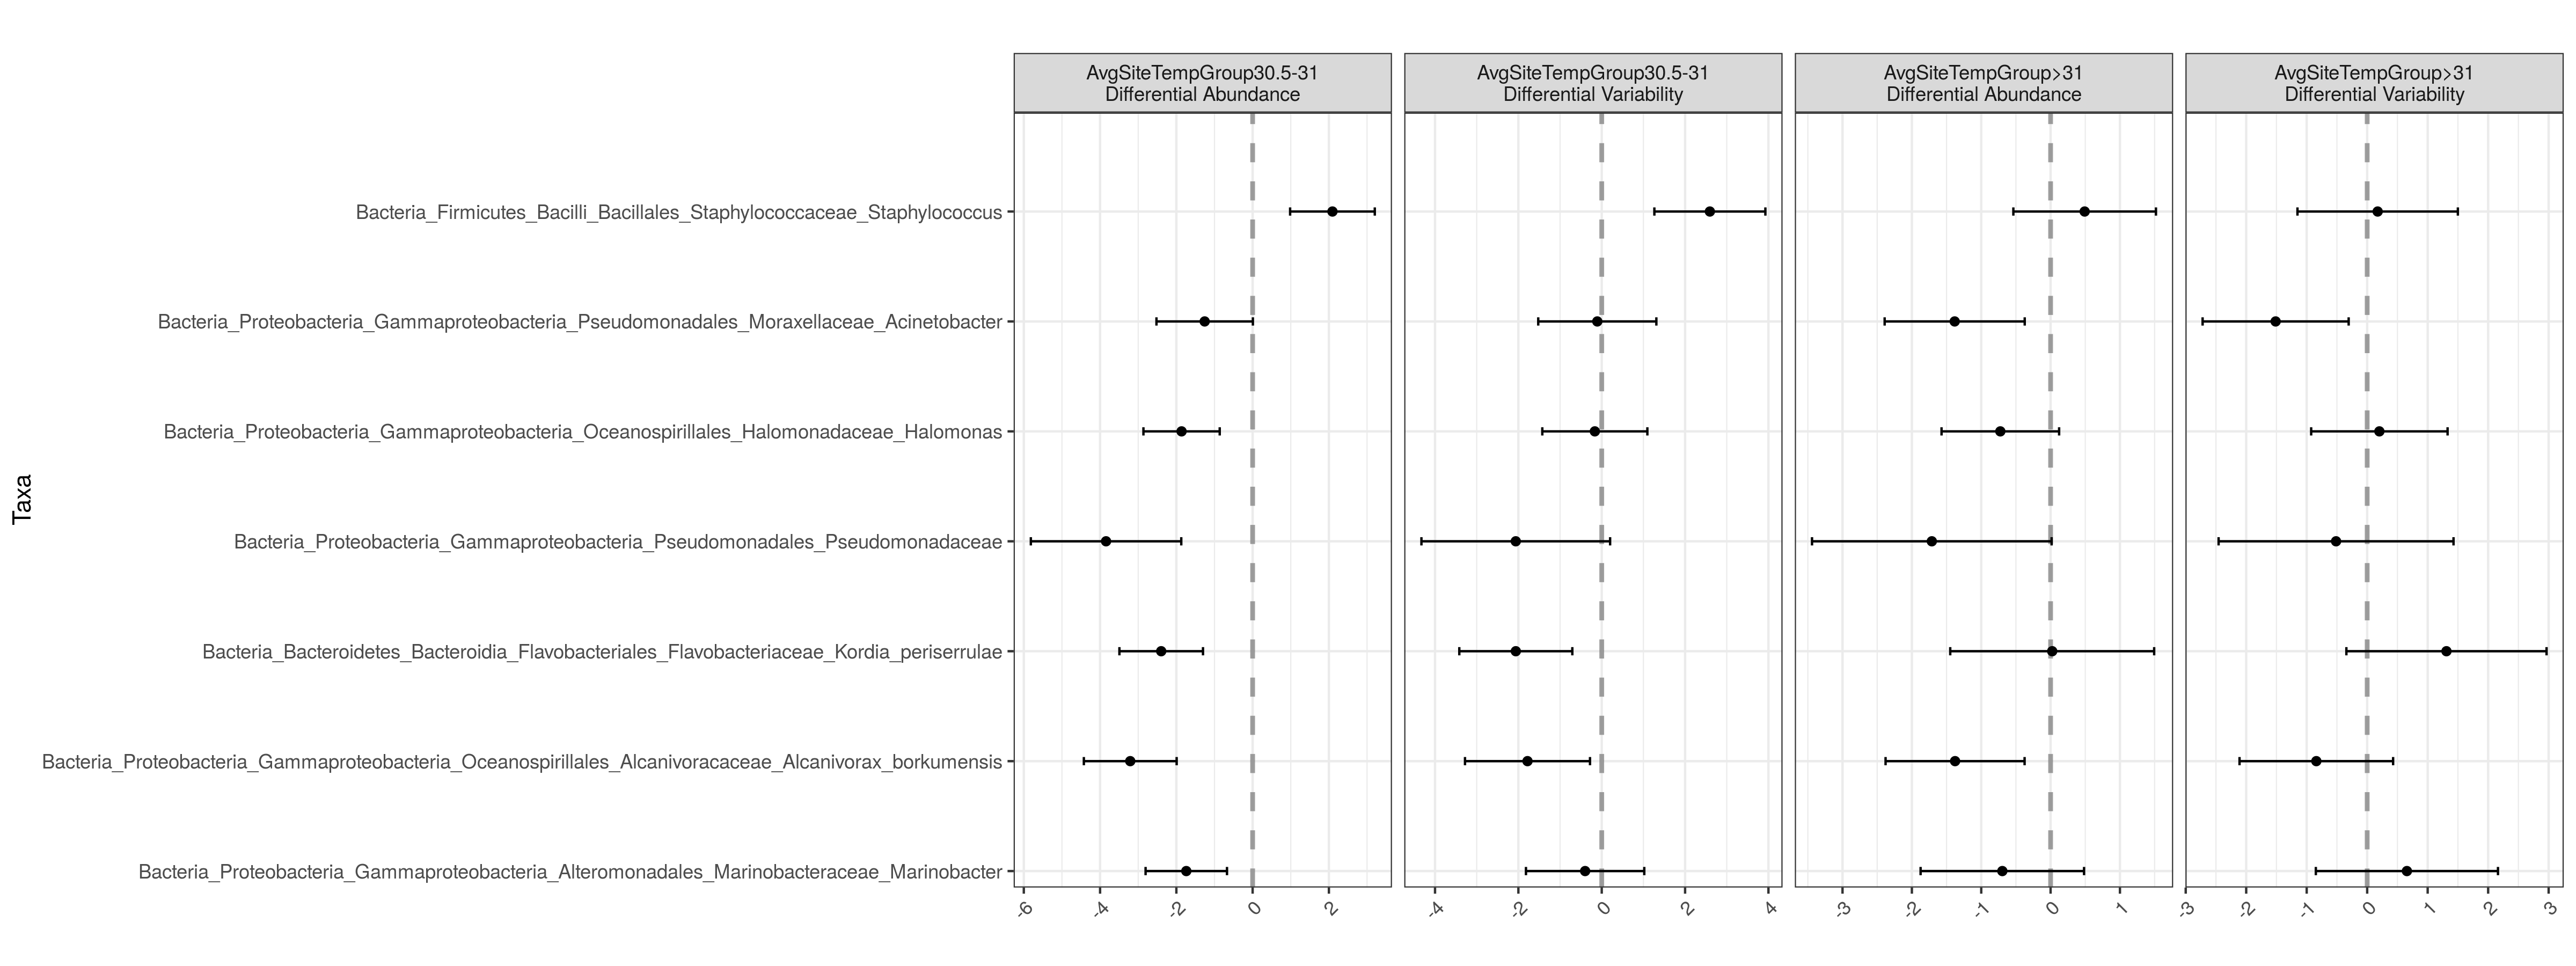 AvgSiteTempGroup30.5-31
Differential Abundance
AvgSiteTempGroup30.5-31
Differential Variability
AvgSiteTempGroup>31
Differential Abundance
AvgSiteTempGroup>31
Differential Variability
Taxa
Bacteria_Firmicutes_Bacilli_Bacillales_Staphylococcaceae_Staphylococcus
Bacteria_Proteobacteria_Gammaproteobacteria_Pseudomonadales_Moraxellaceae_Acinetobacter
Bacteria_Proteobacteria_Gammaproteobacteria_Oceanospirillales_Halomonadaceae_Halomonas
Bacteria_Proteobacteria_Gammaproteobacteria_Pseudomonadales_Pseudomonadaceae
Bacteria_Bacteroidetes_Bacteroidia_Flavobacteriales_Flavobacteriaceae_Kordia_periserrulae
Bacteria_Proteobacteria_Gammaproteobacteria_Oceanospirillales_Alcanivoracaceae_Alcanivorax_borkumensis
Bacteria_Proteobacteria_Gammaproteobacteria_Alteromonadales_Marinobacteraceae_Marinobacter
-6 -4 -2 0 2
-4 -2 0 2 4
-3 -2 -1 0 1
-3 -2 -1 0 1 2 3